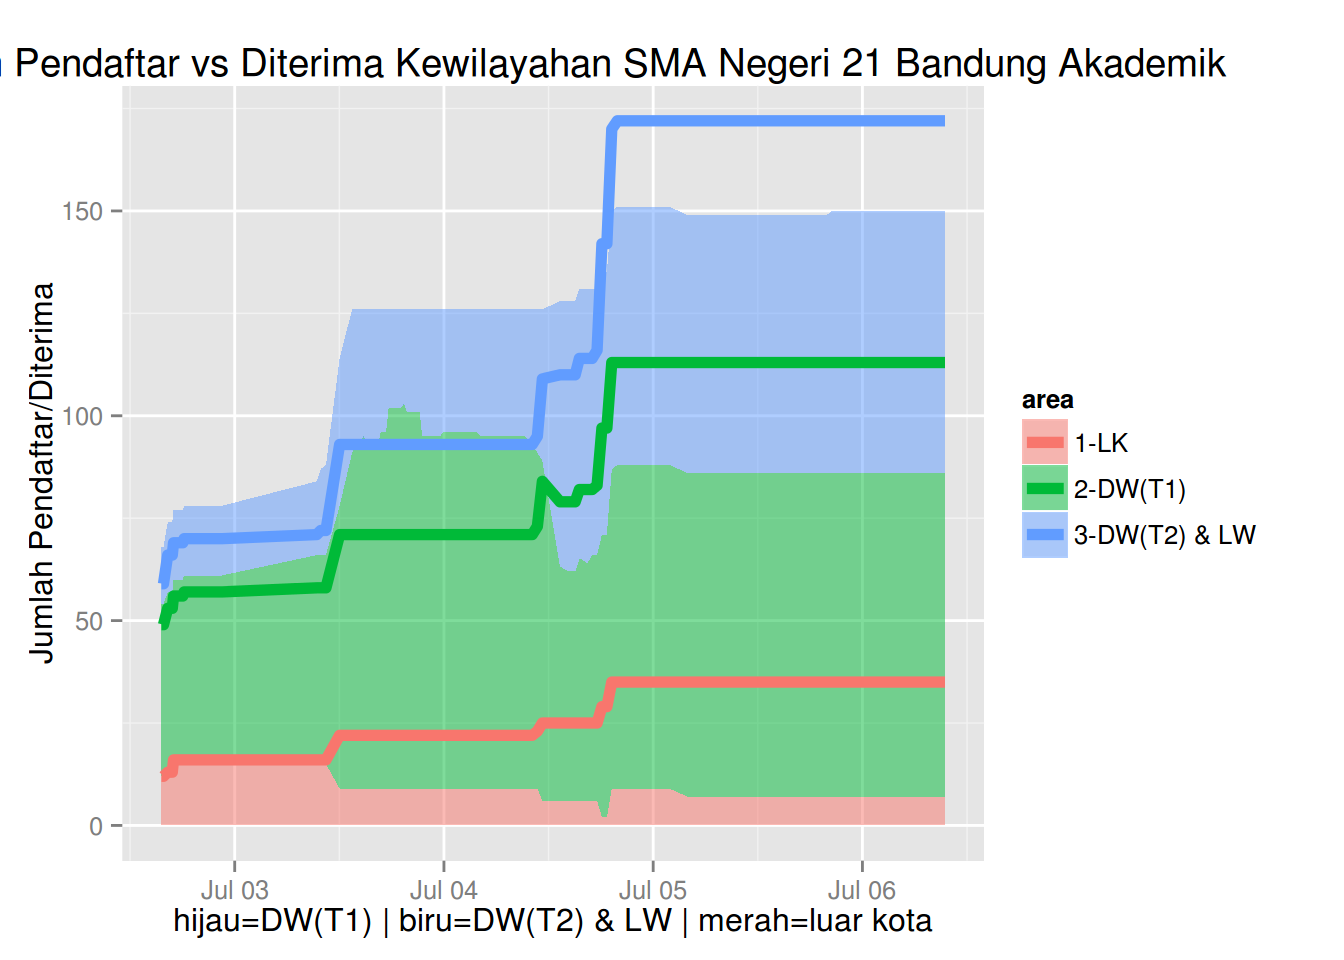 Pendaftar vs Diterima Kewilayahan SMA Negeri 21 Bandung Akademik
Jumlah Pendaftar/Diterima
150
100
50
0
Jul 03
Jul 04
Jul 05
Jul 06
hijau=DW(T1) | biru=DW(T2) & LW | merah=luar kota
area
1-LK
2-DW(T1)
3-DW(T2) & LW